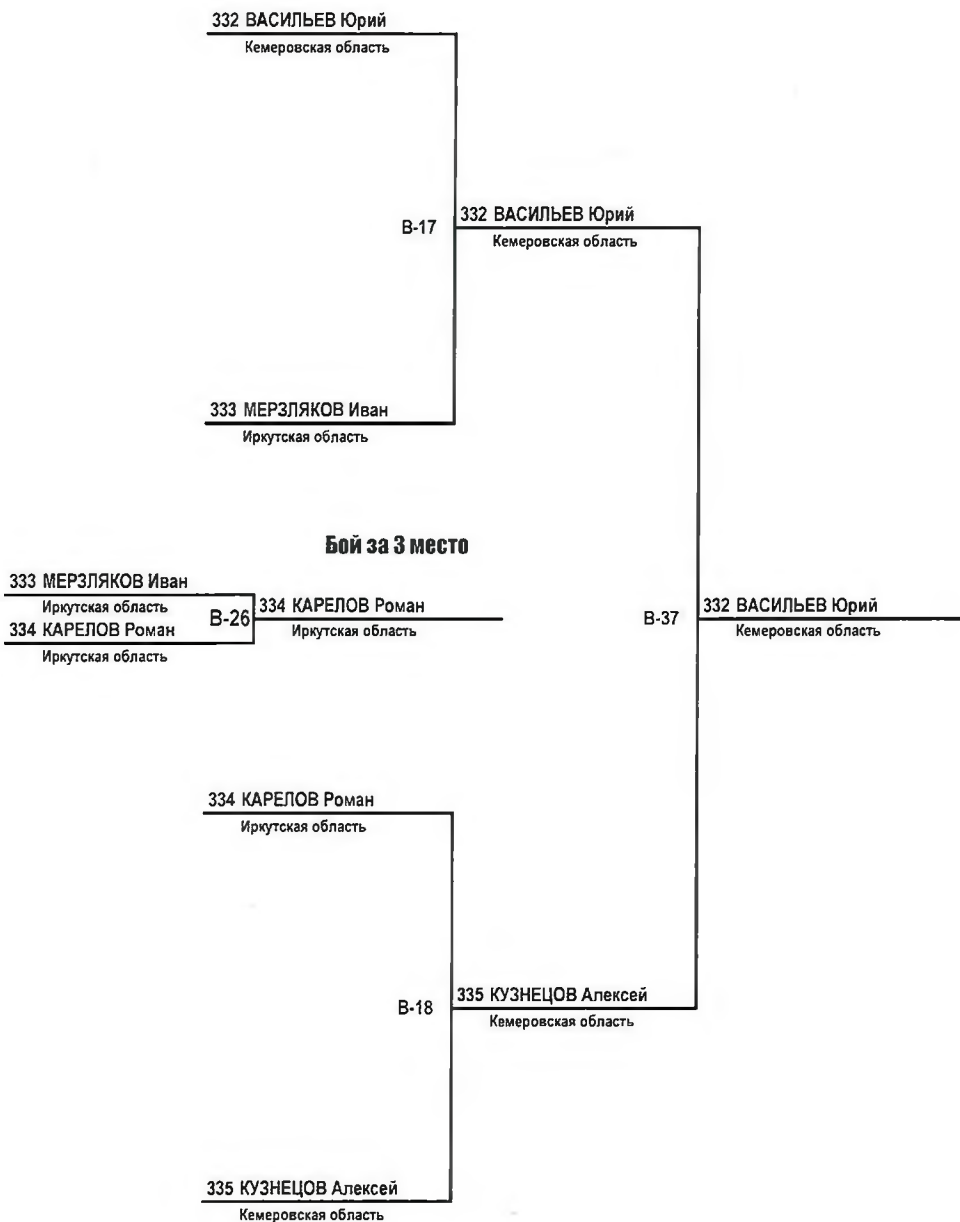 332 ВАСИЛЬЕВ Юрий
Кемеровская область
В-17
332 ВАСИЛЬЕВ Юрий
Кемеровская область
333 МЕРЗЛЯКОВ Иван
Иркутская область
Бой за 3 место
333 МЕРЗЛЯКОВ Иван
Иркутская область
334 КАРЕЛОВ Роман
Иркутская область
В-26
334 КАРЕЛОВ Роман
Иркутская область
В-37
332 ВАСИЛЬЕВ Юрий
Кемеровская область
334 КАРЕЛОВ Роман
Иркутская область
В-18
335 КУЗНЕЦОВ Алексей
Кемеровская область
335 КУЗНЕЦОВ Алексей
Кемеровская область